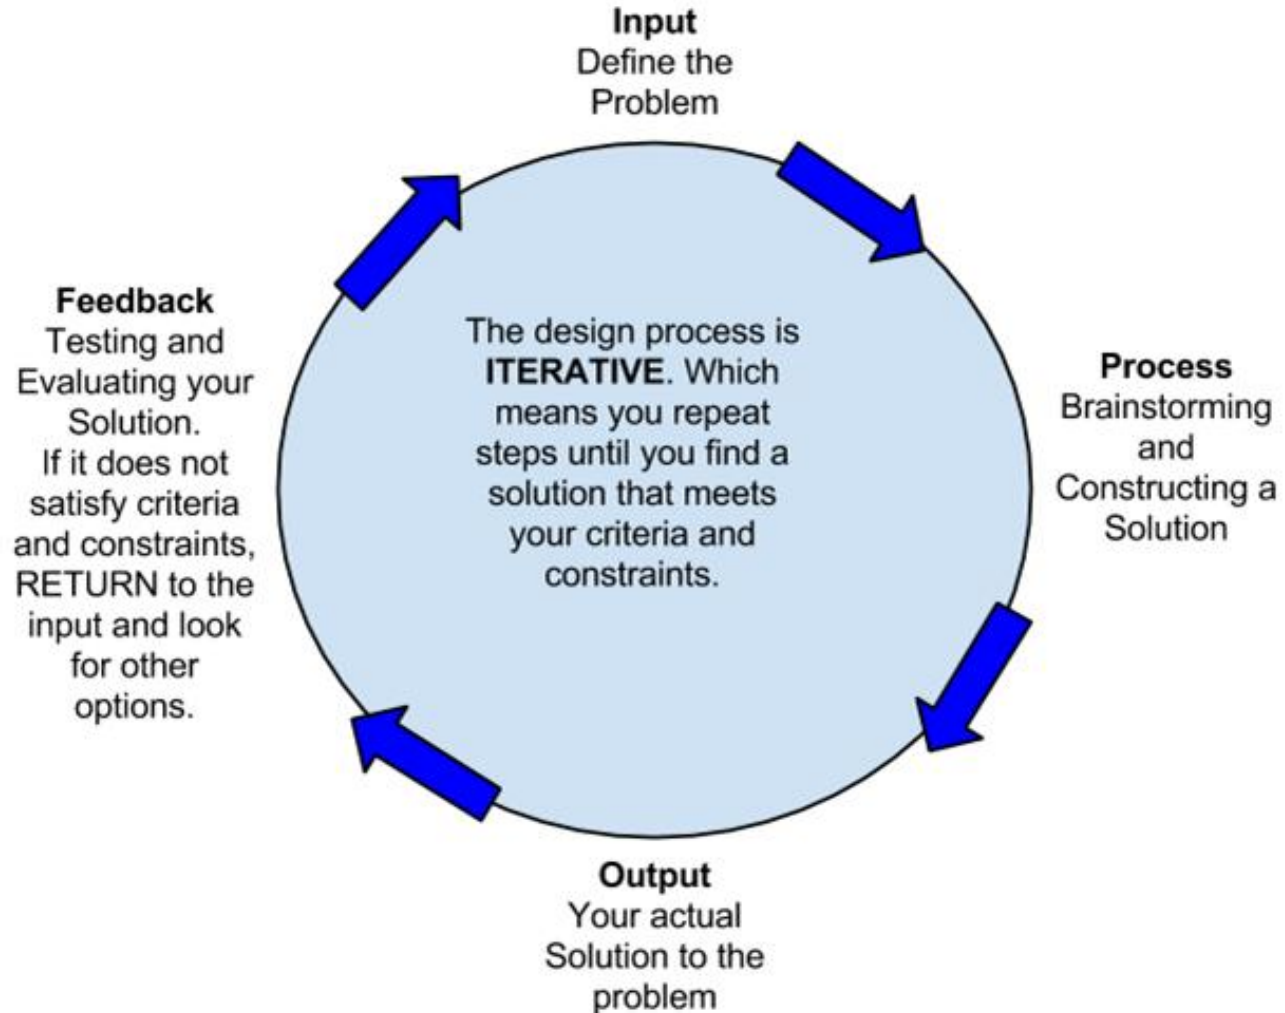 Input
Define the
Problem
Feedback
Testing and
Evaluating your
Solution.
If it does not
satisfy criteria
and constraints,
RETURN to the
input and look
for other
options.
The design process is
ITERATIVE. Which
means you repeat
steps until you find a
solution that meets
your criteria and
constraints.
Process
Brainstorming
and
Constructing a
Solution
Output
Your actual
Solution to the
problem